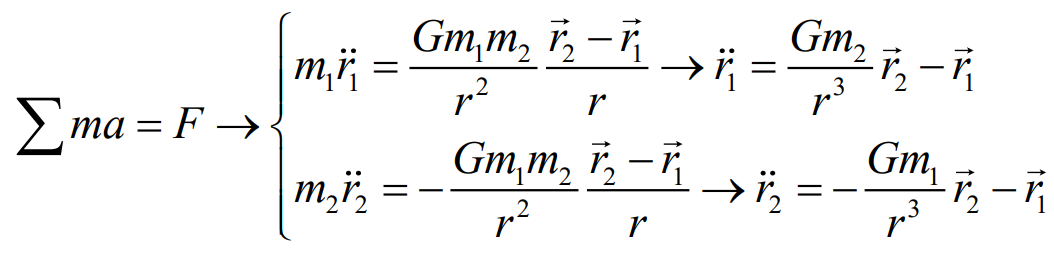 ∑ma = F → { m₁r̈₁ = (Gm₁m₂ / r²) ((r⃗₂ − r⃗₁) / r) → r̈₁ = (Gm₂ / r³) r⃗₂ − r⃗₁
m₂r̈₂ = −(Gm₁m₂ / r²) ((r⃗₂ − r⃗₁) / r) → r̈₂ = −(Gm₁ / r³) r⃗₂ − r⃗₁